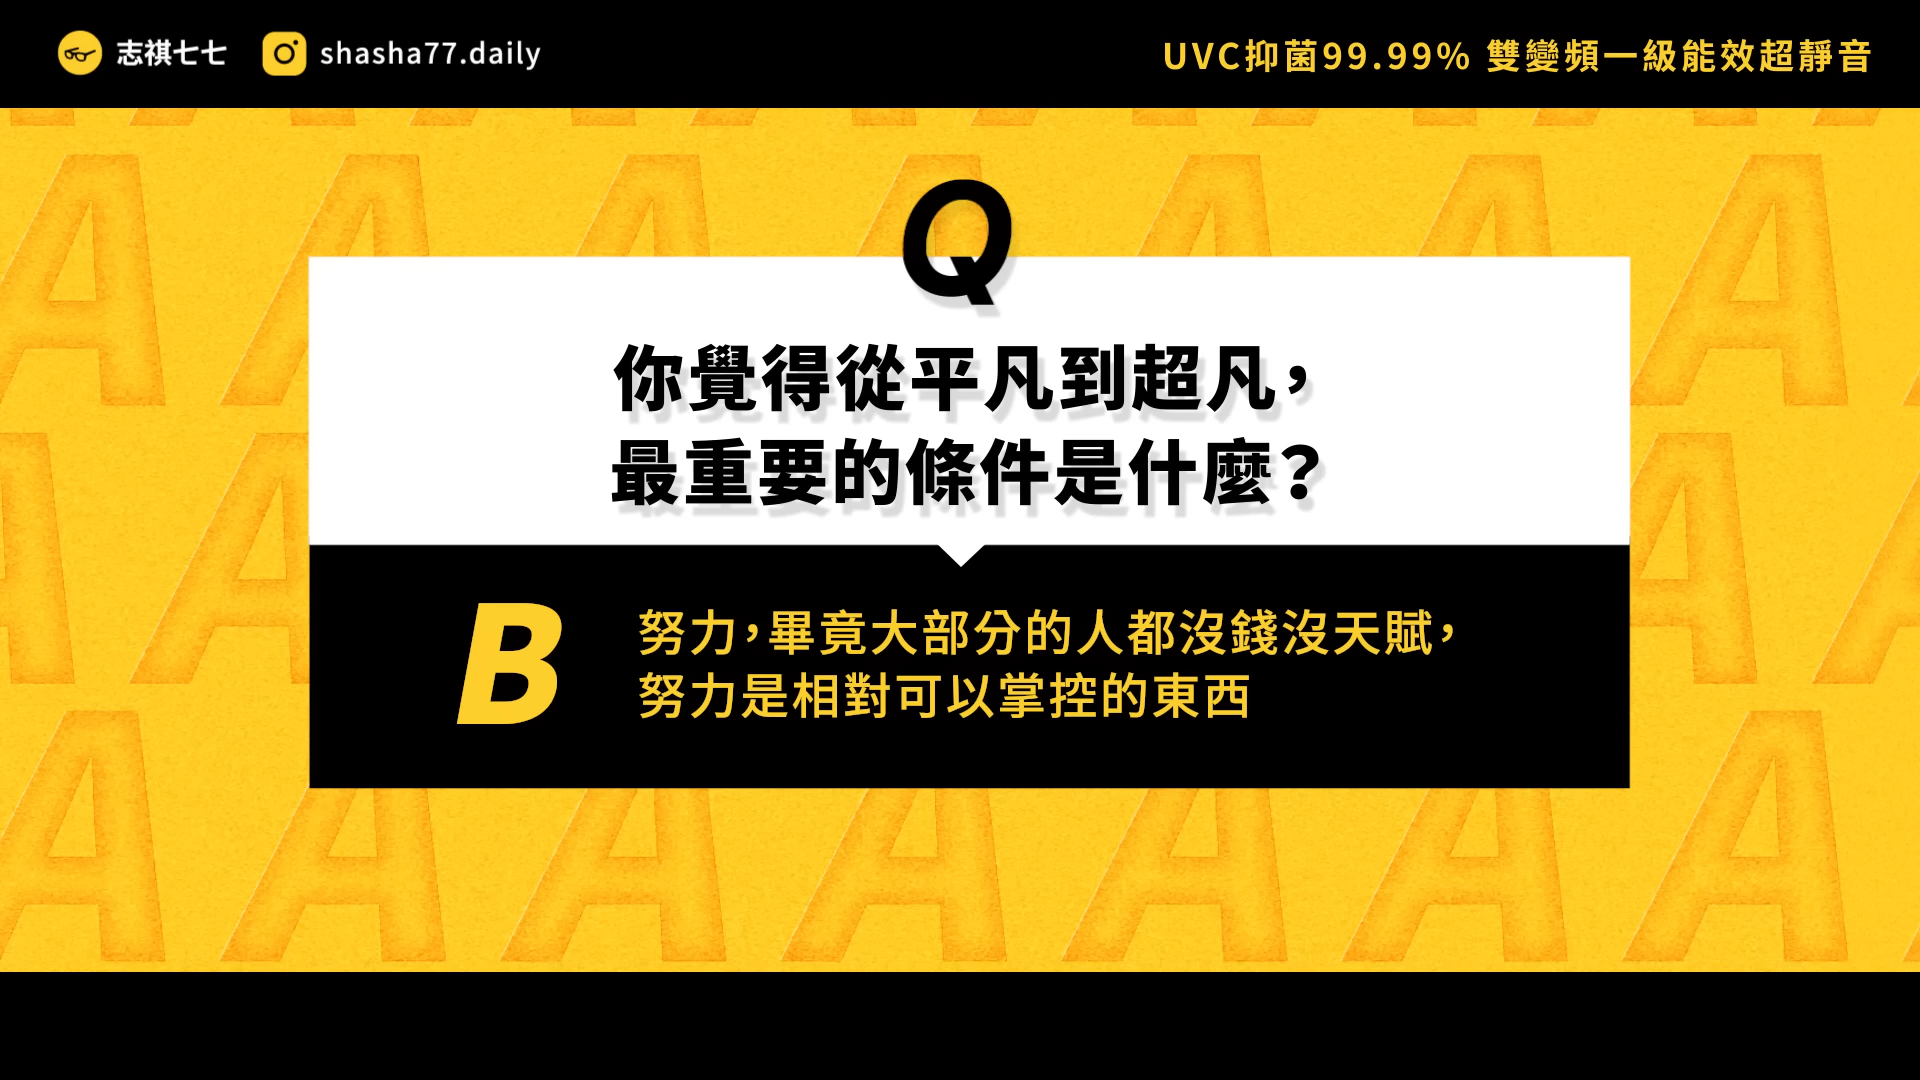 志祺七七 shasha77.daily
UVC抑菌99.99% 雙變頻一級能效超靜音
Q
你覺得從平凡到超凡，
最重要的條件是什麼？
B
努力，畢竟大部分的人都沒錢沒天賦，
努力是相對可以掌控的東西